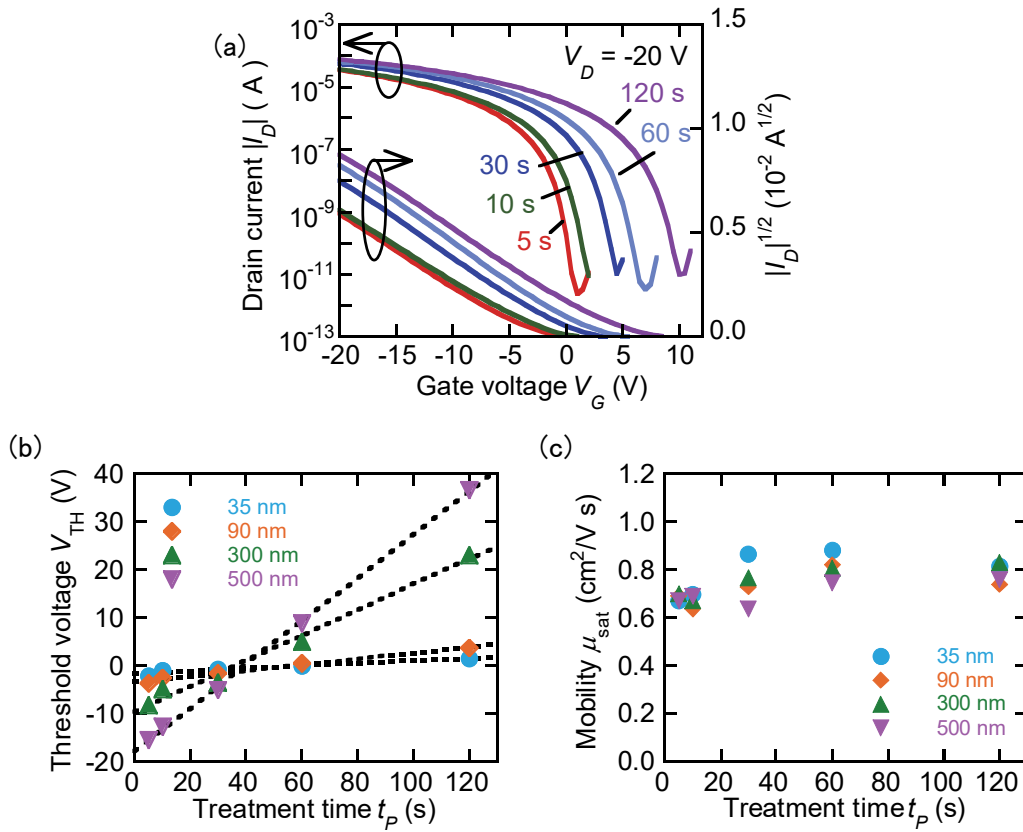 (a)
V_D = -20 V
120 s
60 s
30 s
10 s
5 s
Drain current |I_D| ( A )
10^-3
10^-5
10^-7
10^-9
10^-11
10^-13
|I_D|^1/2 (10^-2 A^1/2)
1.5
1.0
0.5
0.0
-20 -15 -10 -5 0 5 10
Gate voltage V_G (V)
(b)
Threshold voltage V_TH (V)
40
30
20
10
0
-10
-20
35 nm
90 nm
300 nm
500 nm
0 20 40 60 80 100 120
Treatment time t_P (s)
(c)
Mobility μ_sat (cm²/V s)
1.2
1.0
0.8
0.6
0.4
0.2
0.0
35 nm
90 nm
300 nm
500 nm
0 20 40 60 80 100 120
Treatment time t_P (s)